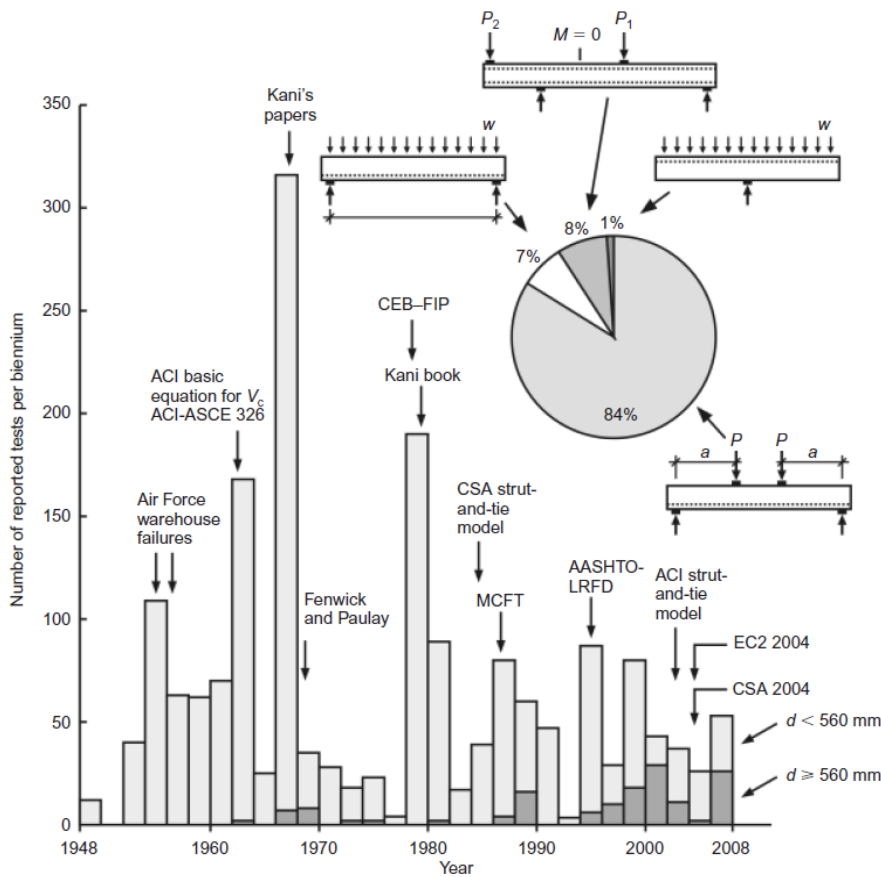 P2
M = 0
P1
350
300
250
200
150
100
50
0
Number of reported tests per biennium
1948
1960
1970
1980
1990
2000
2008
Year
Kani’s
papers
w
w
7%
8%
1%
84%
CEB–FIP
Kani book
ACI basic
equation for Vc
ACI-ASCE 326
Air Force
warehouse
failures
P
P
a
a
CSA strut-
and-tie
model
Fenwick
and Paulay
MCFT
AASHTO-
LRFD
ACI strut-
and-tie
model
EC2 2004
CSA 2004
d < 560 mm
d ⩾ 560 mm